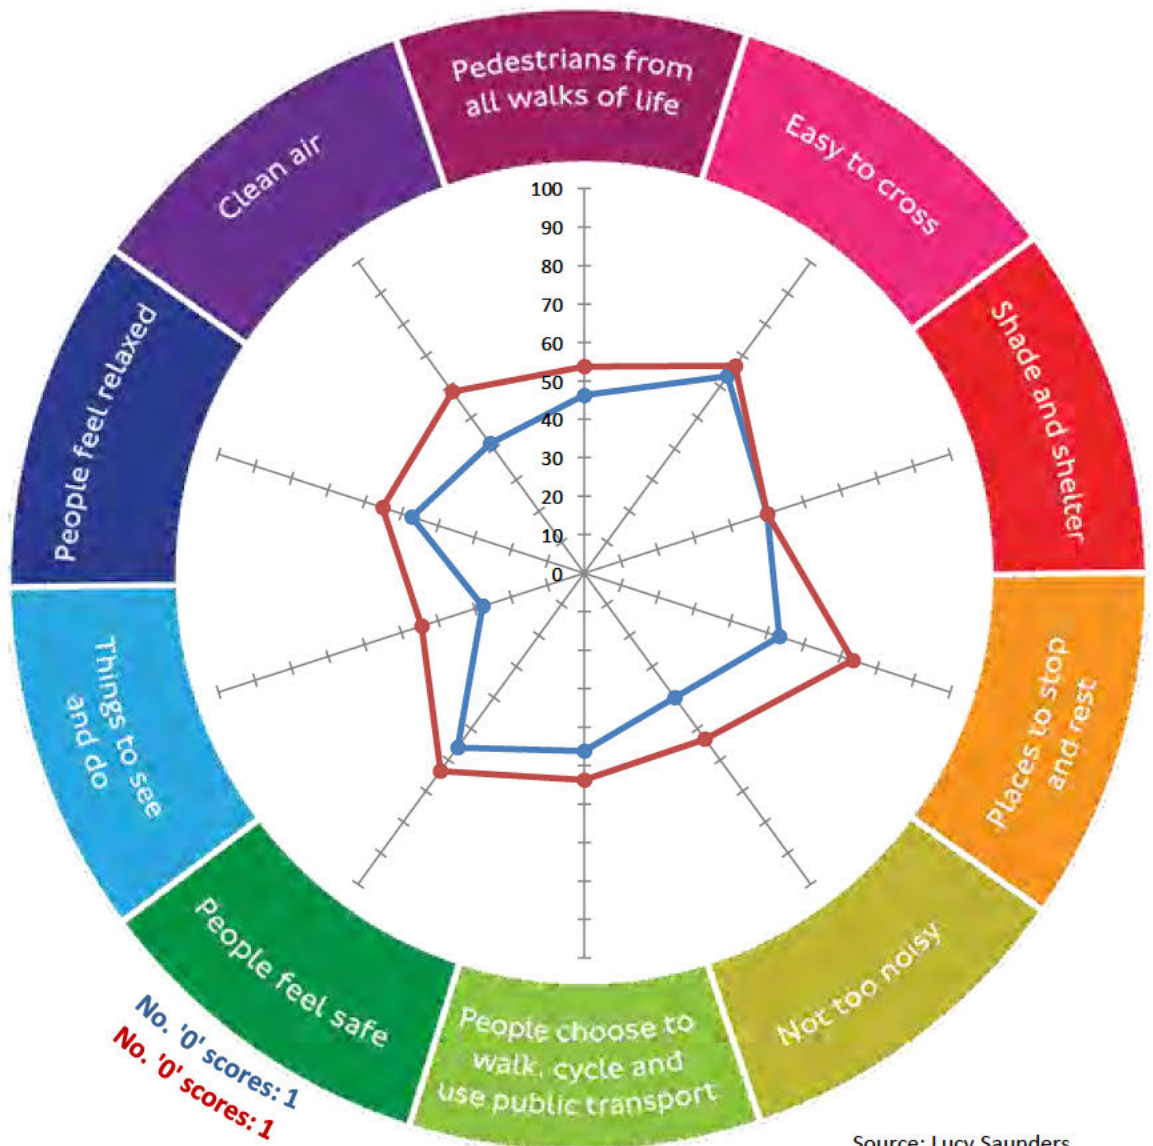 Pedestrians from
all walks of life
Easy to cross
Shade and shelter
Places to stop
and rest
Not too noisy
People choose to
walk, cycle and
use public transport
People feel safe
Things to see
and do
People feel relaxed
Clean air
100
90
80
70
60
50
40
30
20
10
0
No. '0' scores: 1
No. '0' scores: 1
Source: Lucy Saunders